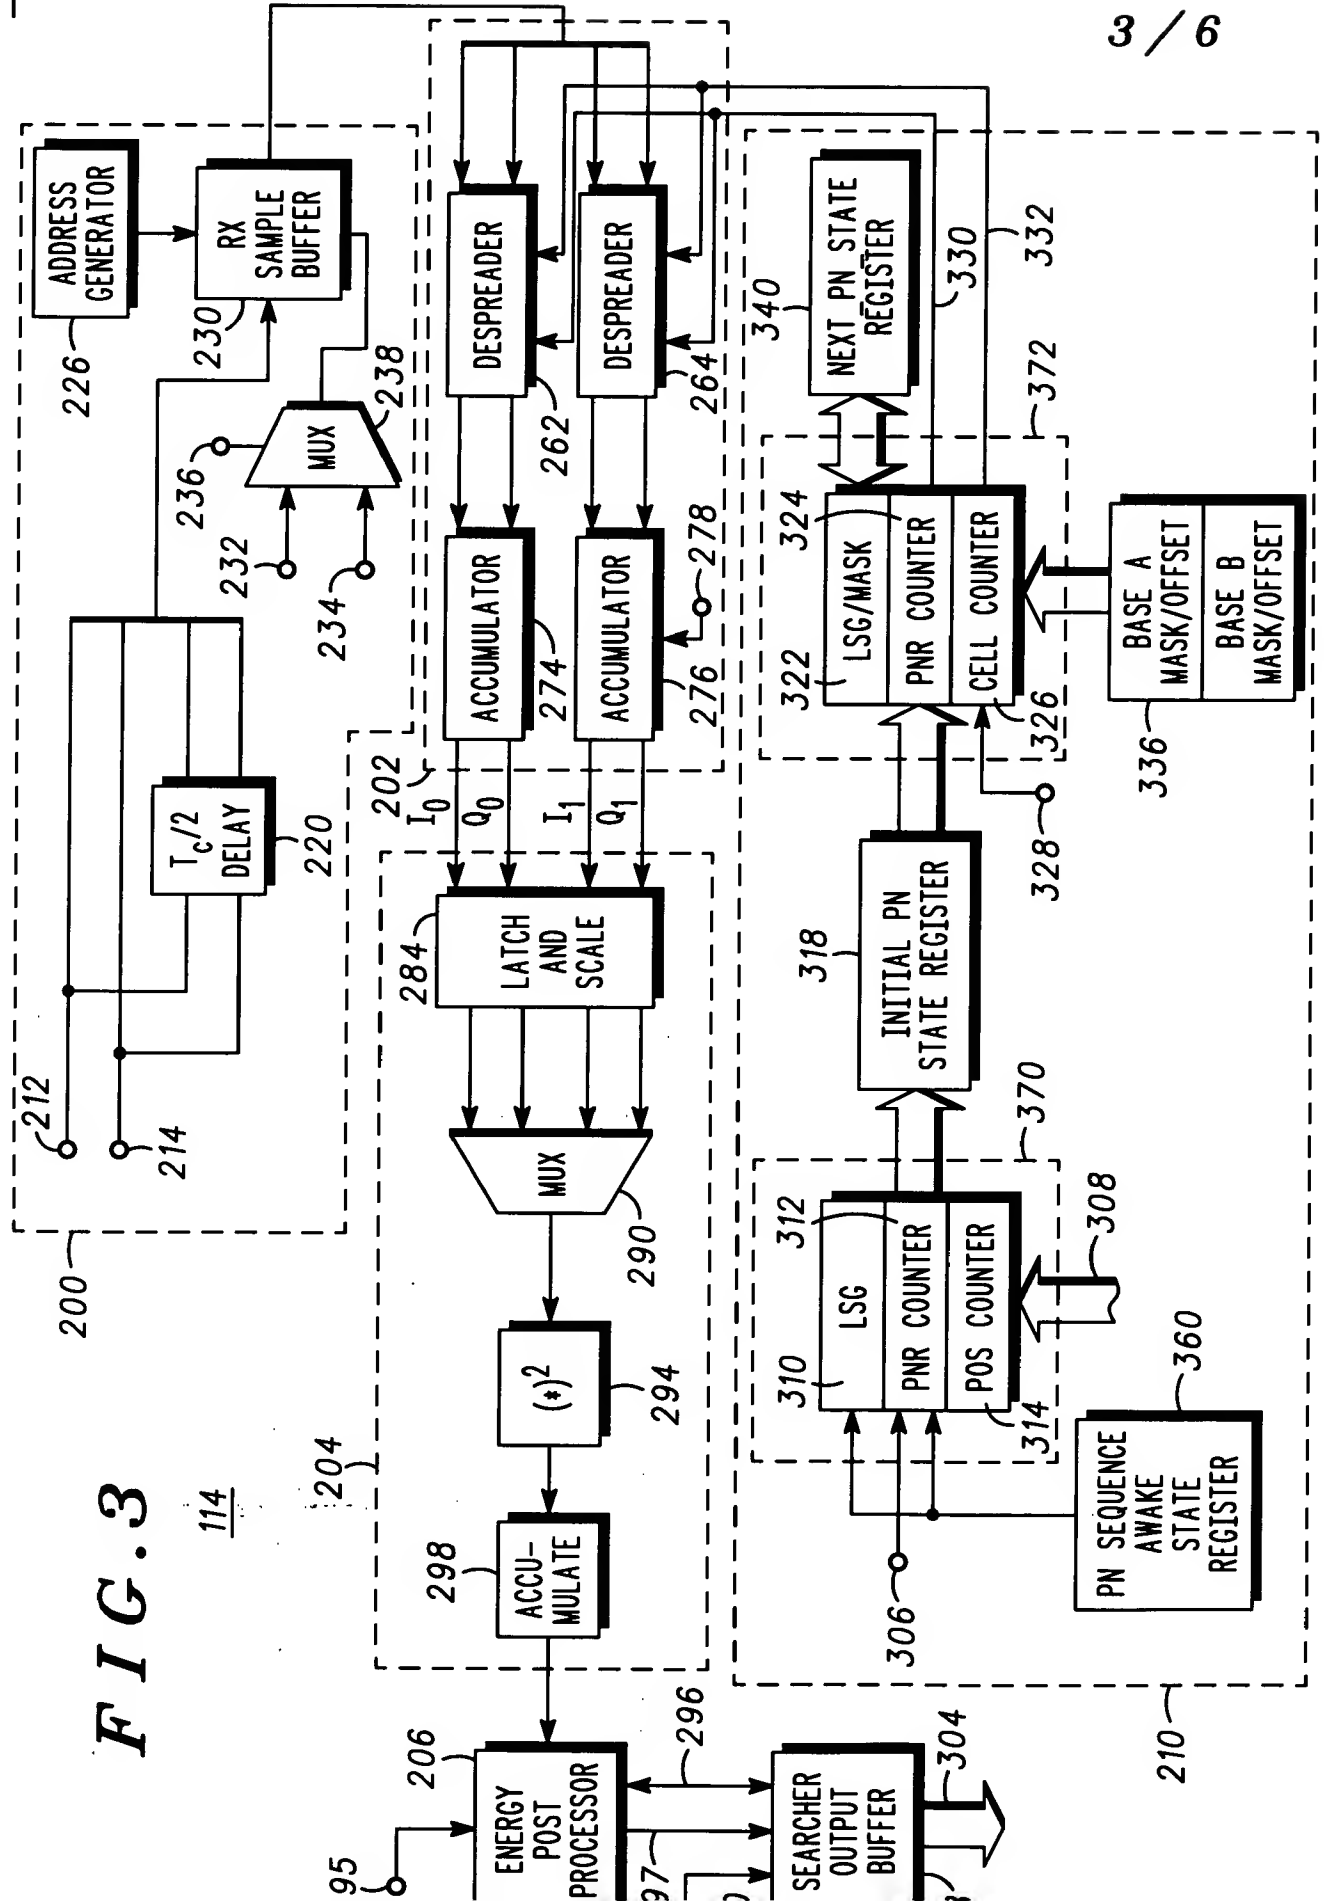 3 / 6
FIG.3
114
200
212
214
T_c/2
DELAY
220
ADDRESS
GENERATOR
226
RX
SAMPLE
BUFFER
230
232
234
236
MUX
238
202
DESPREADER
262
DESPREADER
264
ACCUMULATOR
274
ACCUMULATOR
276
278
I_0
Q_0
I_1
Q_1
204
284
LATCH
AND
SCALE
MUX
290
(*)^2
294
298
ACCU-
MULATE
206
ENERGY
POST
PROCESSOR
95
296
97
SEARCHER
OUTPUT
BUFFER
304
210
306
308
310
LSG
312
PNR COUNTER
314
POS COUNTER
370
PN SEQUENCE
AWAKE
STATE
REGISTER
360
318
INITIAL PN
STATE REGISTER
322
LSG/MASK
324
PNR COUNTER
326
CELL COUNTER
328
372
330
332
340
NEXT PN STATE
REGISTER
336
BASE A
MASK/OFFSET
BASE B
MASK/OFFSET